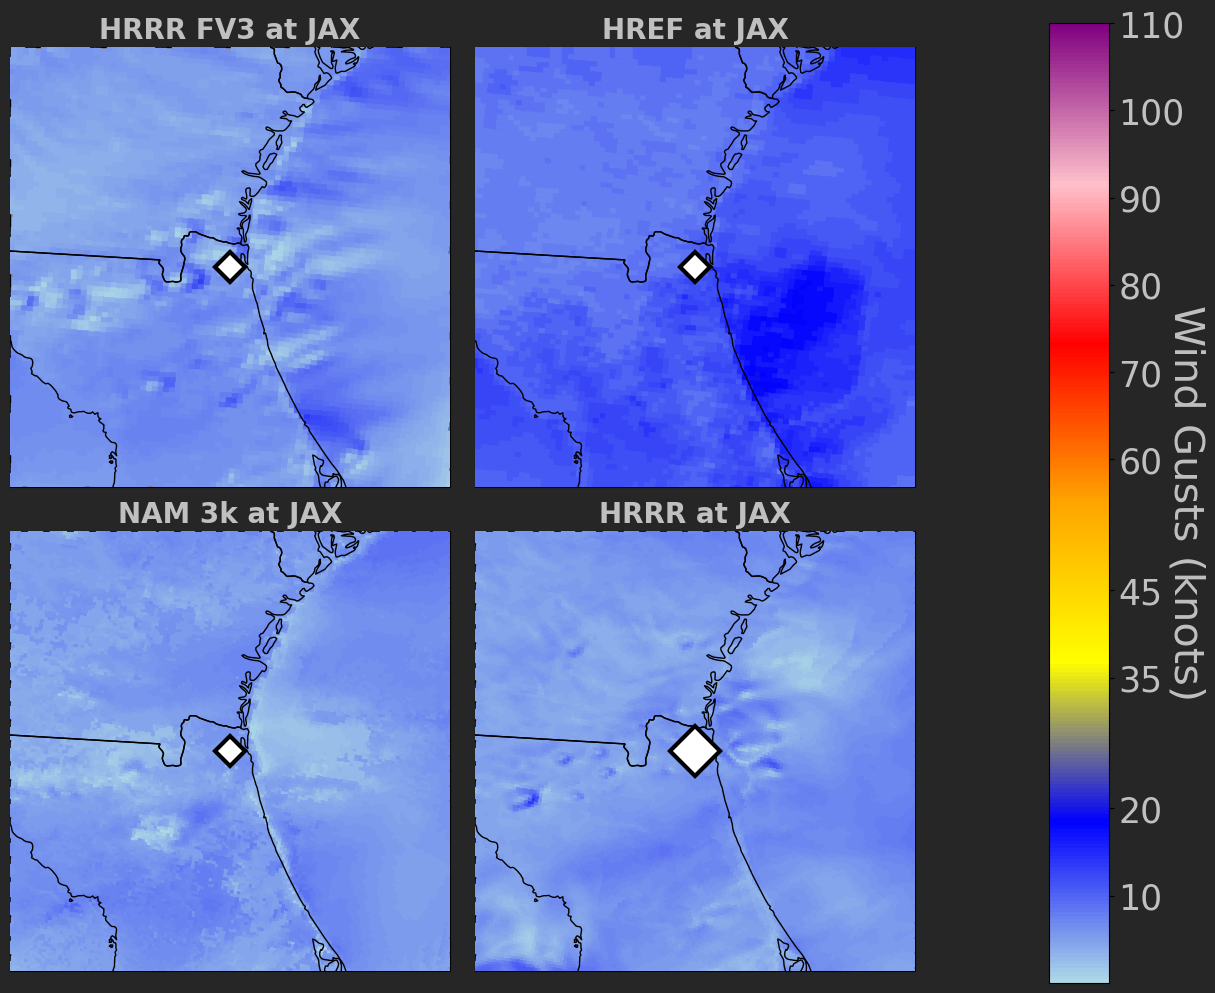 HRRR FV3 at JAX
HREF at JAX
NAM 3k at JAX
HRRR at JAX
110
100
90
80
70
60
45
35
20
10
Wind Gusts (knots)